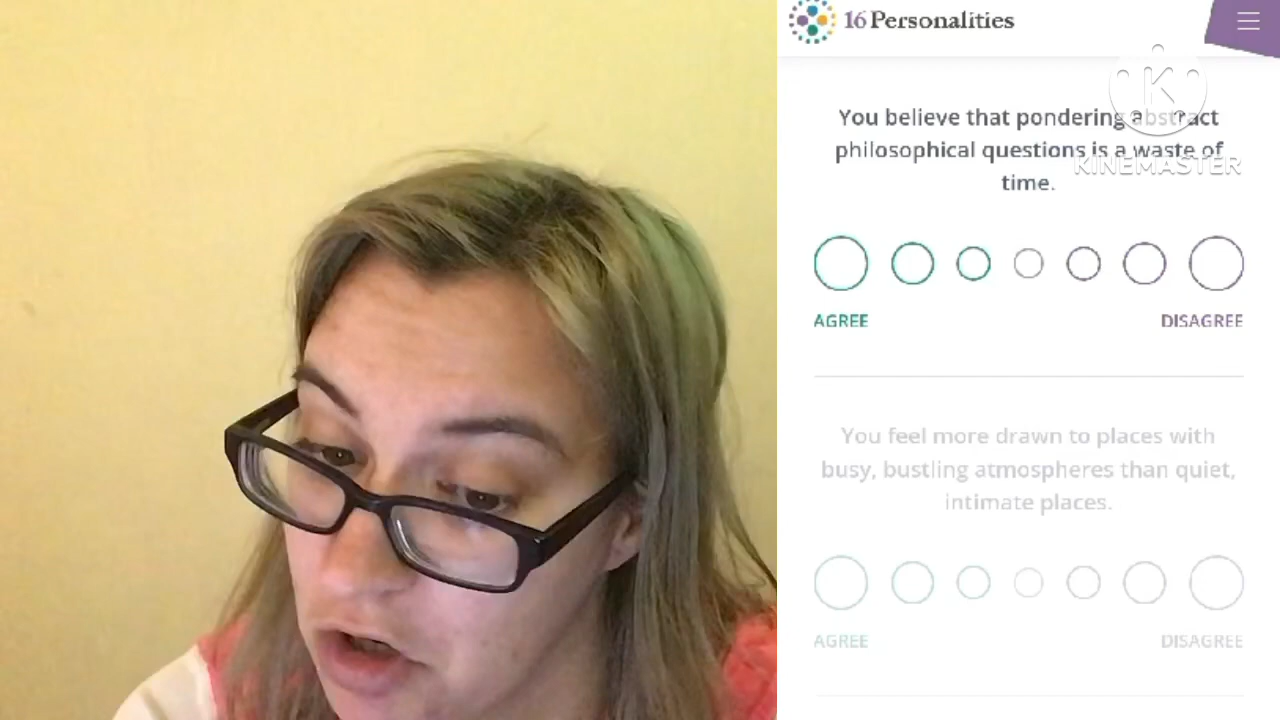 16Personalities
KINEMASTER
You believe that pondering abstract
philosophical questions is a waste of
time.
AGREE
DISAGREE
You feel more drawn to places with
busy, bustling atmospheres than quiet,
intimate places.
AGREE
DISAGREE